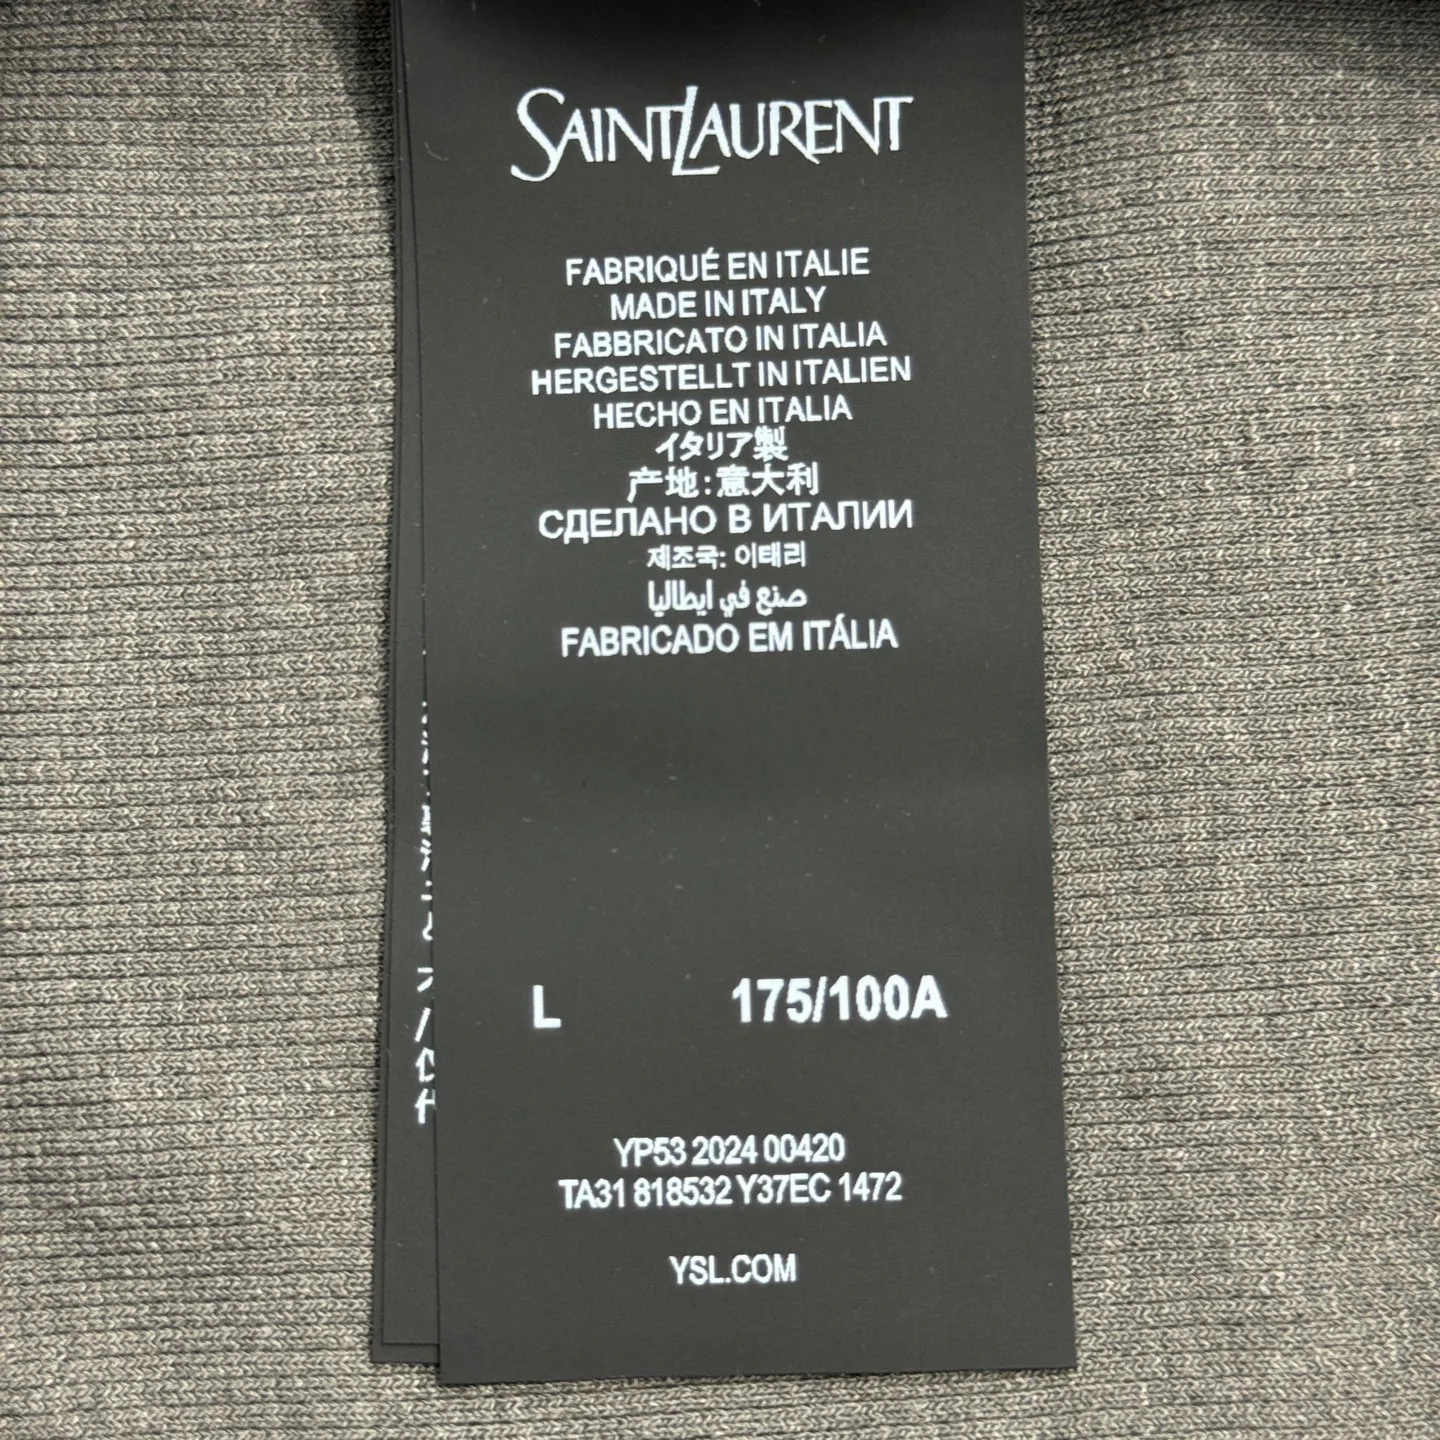 SAINT LAURENT
FABRIQUÉ EN ITALIE
MADE IN ITALY
FABBRICATO IN ITALIA
HERGESTELLT IN ITALIEN
HECHO EN ITALIA
イタリア製
产地:意大利
СДЕЛАНО В ИТАЛИИ
제조국: 이태리
صنع في ايطاليا
FABRICADO EM ITÁLIA
L 175/100A
YP53 2024 00420
TA31 818532 Y37EC 1472
YSL.COM